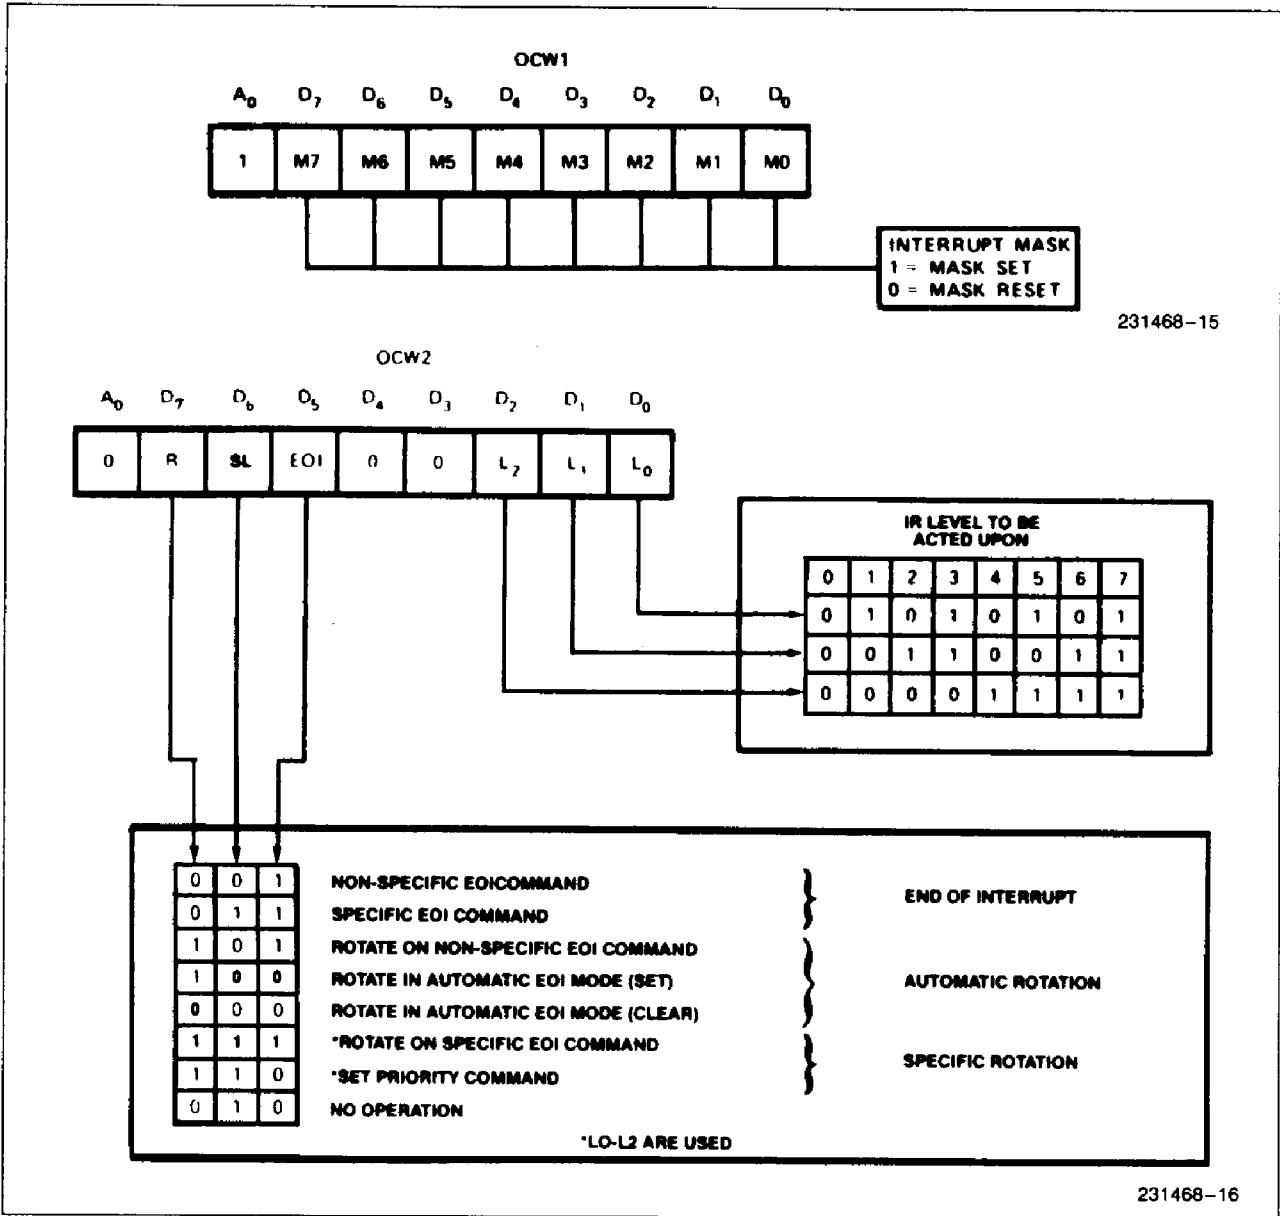 OCW1
A0 D7 D6 D5 D4 D3 D2 D1 D0
1 M7 M6 M5 M4 M3 M2 M1 M0
INTERRUPT MASK
1 = MASK SET
0 = MASK RESET
231468-15
OCW2
A0 D7 D6 D5 D4 D3 D2 D1 D0
0 R SL EOI 0 0 L2 L1 L0
IR LEVEL TO BE
ACTED UPON
0 1 2 3 4 5 6 7
0 1 0 1 0 1 0 1
0 0 1 1 0 0 1 1
0 0 0 0 1 1 1 1
0 0 1 NON-SPECIFIC EOICOMMAND
0 1 1 SPECIFIC EOI COMMAND
END OF INTERRUPT
1 0 1 ROTATE ON NON-SPECIFIC EOI COMMAND
1 0 0 ROTATE IN AUTOMATIC EOI MODE (SET)
0 0 0 ROTATE IN AUTOMATIC EOI MODE (CLEAR)
AUTOMATIC ROTATION
1 1 1 *ROTATE ON SPECIFIC EOI COMMAND
1 1 0 *SET PRIORITY COMMAND
SPECIFIC ROTATION
0 1 0 NO OPERATION
*LO-L2 ARE USED
231468-16